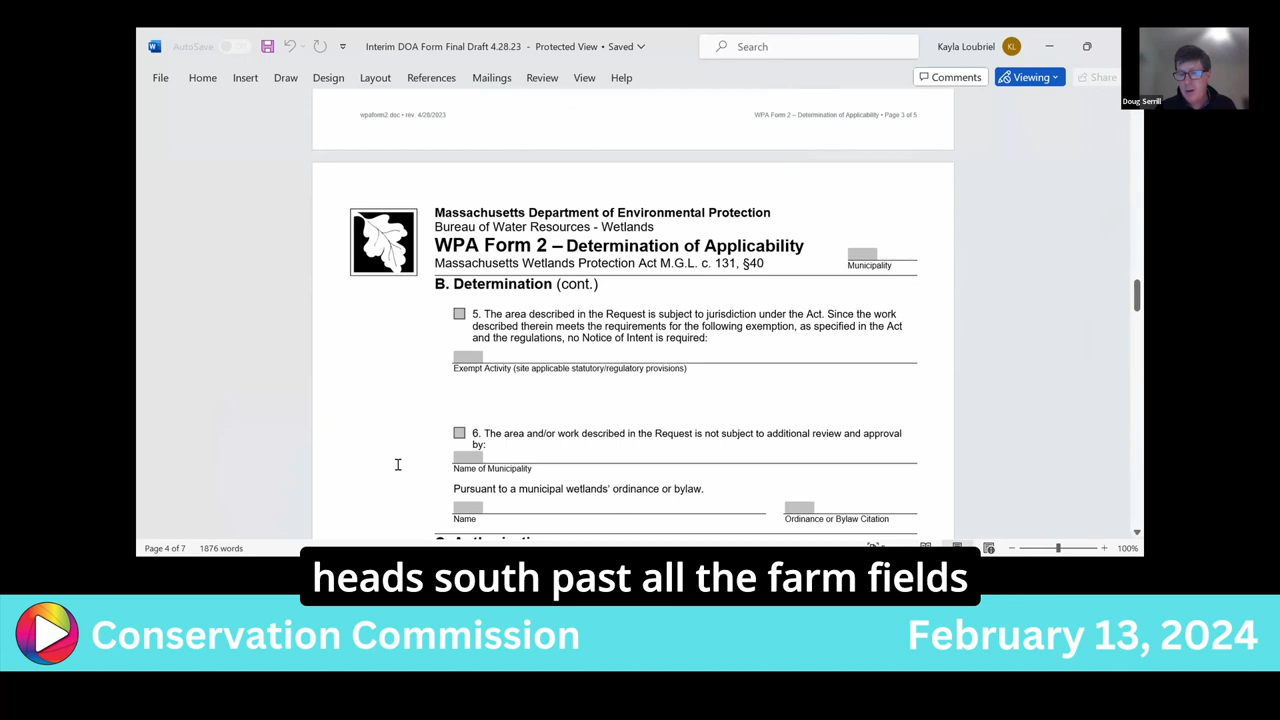 AutoSave
Interim DOA Form Final Draft 4.28.23 - Protected View • Saved
Search
Kayla Loubriel
KL
File Home Insert Draw Design Layout References Mailings Review View Help
Comments
Viewing
Share
Doug Serrill
wpaform2.doc • rev. 4/28/2023
WPA Form 2 – Determination of Applicability • Page 3 of 5
Massachusetts Department of Environmental Protection
Bureau of Water Resources - Wetlands
WPA Form 2 – Determination of Applicability
Massachusetts Wetlands Protection Act M.G.L. c. 131, §40
Municipality
B. Determination (cont.)
5. The area described in the Request is subject to jurisdiction under the Act. Since the work
described therein meets the requirements for the following exemption, as specified in the Act
and the regulations, no Notice of Intent is required:
Exempt Activity (site applicable statutory/regulatory provisions)
6. The area and/or work described in the Request is not subject to additional review and approval
by:
Name of Municipality
Pursuant to a municipal wetlands' ordinance or bylaw.
Name
Ordinance or Bylaw Citation
Page 4 of 7
1876 words
100%
heads south past all the farm fields
Conservation Commission
February 13, 2024